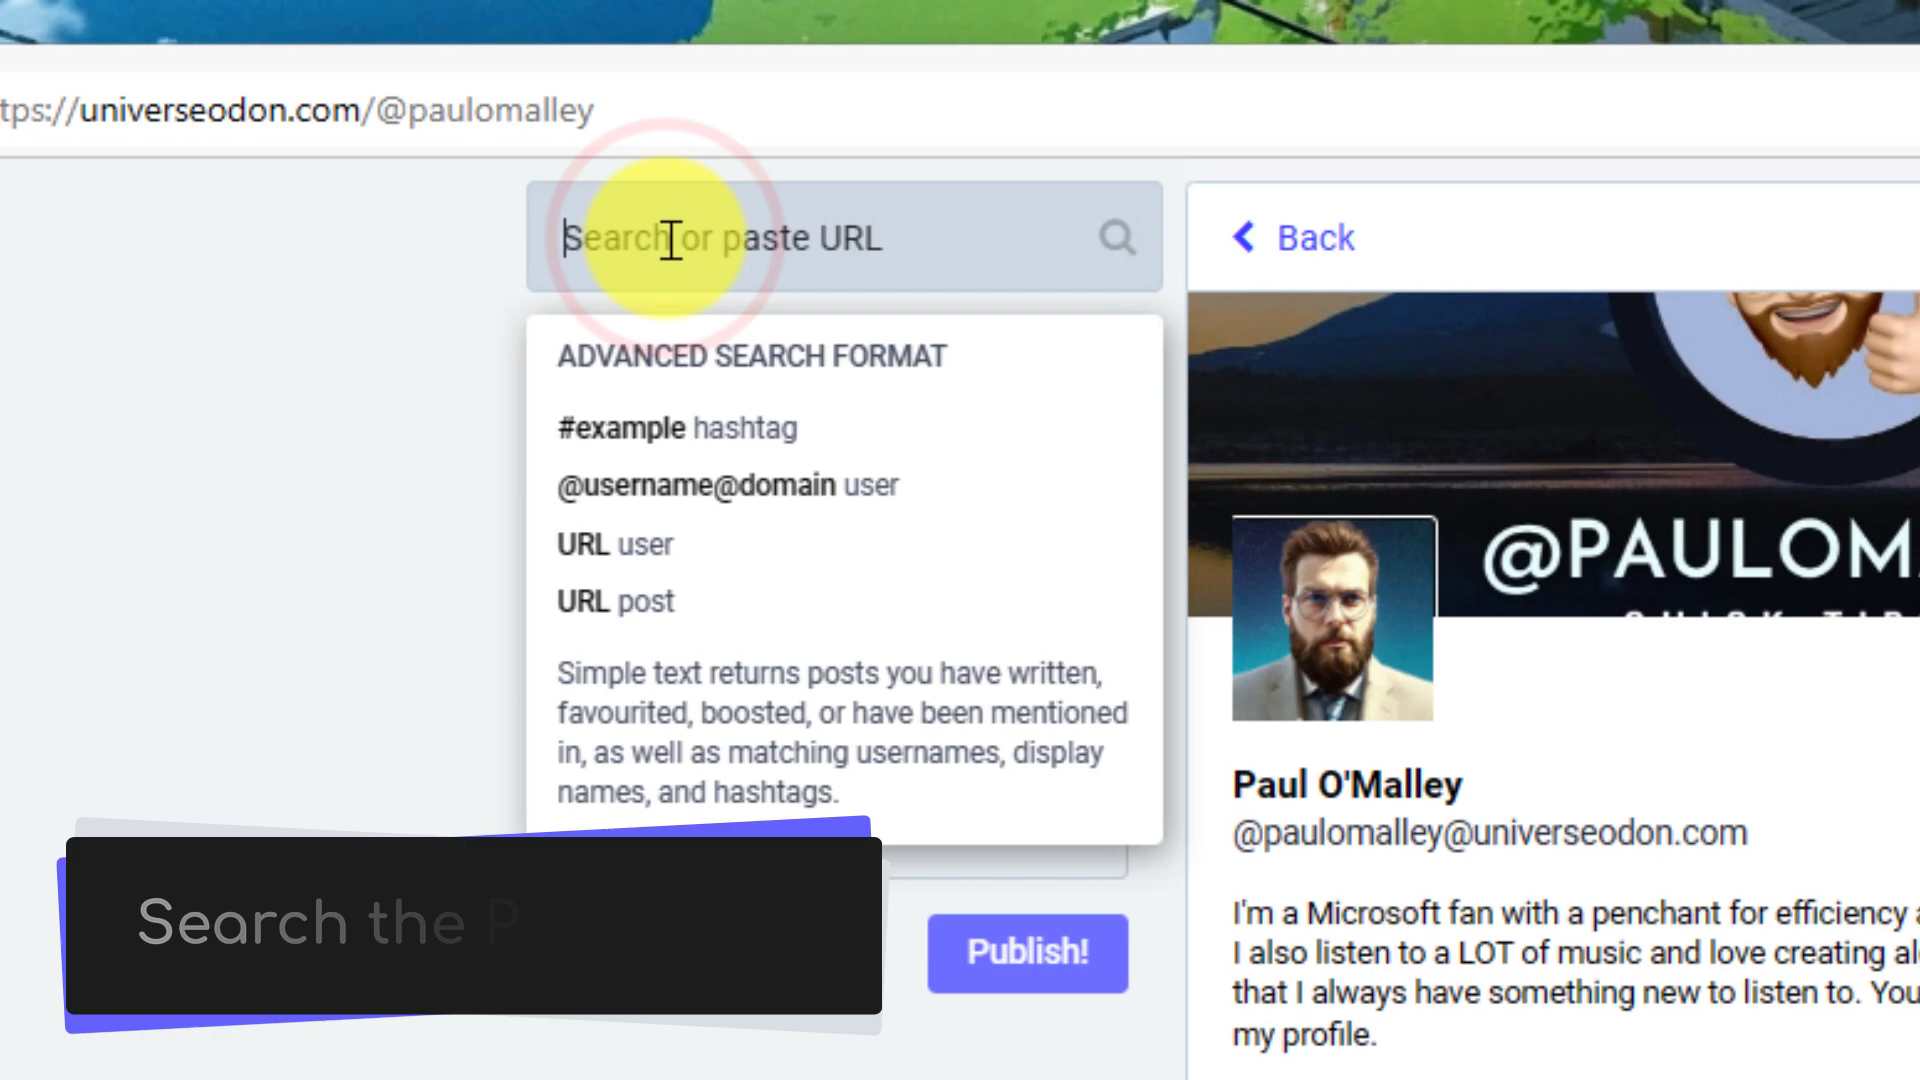 tps://universeodon.com/@paulomalley
Search or paste URL
Back
ADVANCED SEARCH FORMAT
#example hashtag
@username@domain user
URL user
URL post
Simple text returns posts you have written,
favourited, boosted, or have been mentioned
in, as well as matching usernames, display
names, and hashtags.
@PAULOM
Paul O'Malley
@paulomalley@universeodon.com
I'm a Microsoft fan with a penchant for efficiency a
I also listen to a LOT of music and love creating al
that I always have something new to listen to. You
my profile.
Search the P
Publish!